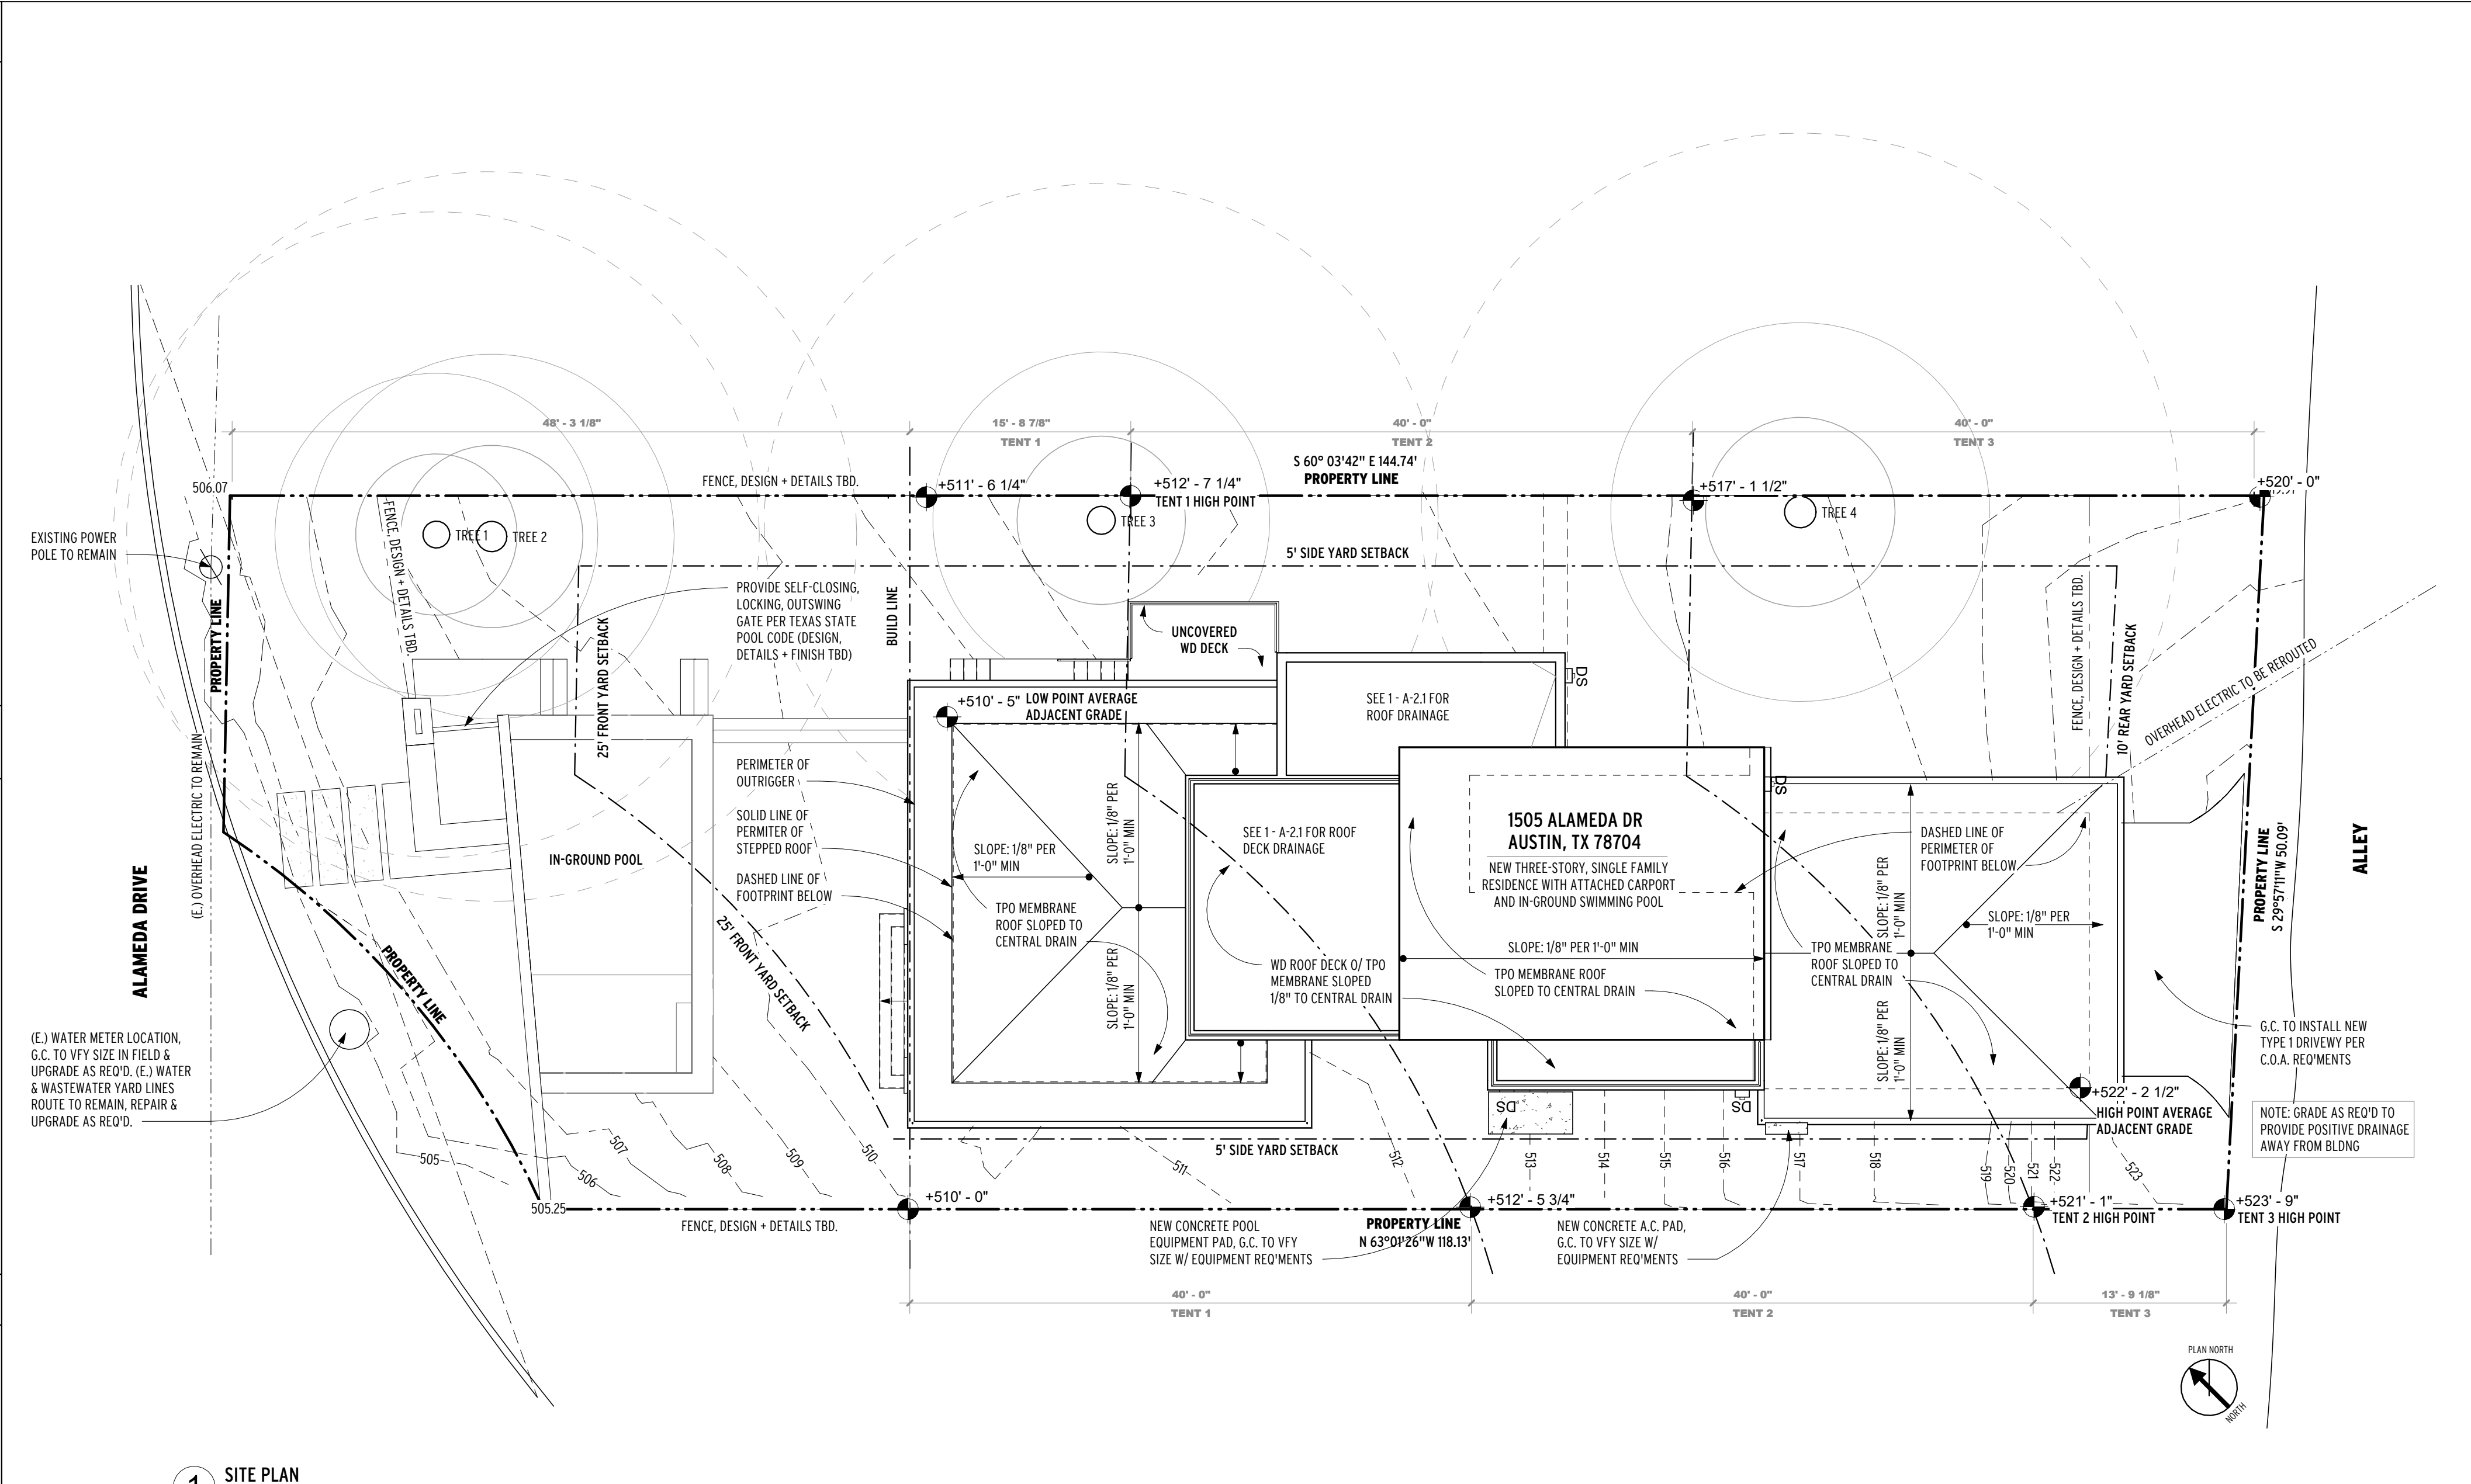 48' - 3 1/8"
15' - 8 7/8"
TENT 1
40' - 0"
TENT 2
40' - 0"
TENT 3
S 60° 03'42" E 144.74'
PROPERTY LINE
506.07
FENCE, DESIGN + DETAILS TBD.
+511' - 6 1/4"
+512' - 7 1/4"
TENT 1 HIGH POINT
+517' - 1 1/2"
+520' - 0"
EXISTING POWER
POLE TO REMAIN
FENCE, DESIGN + DETAILS TBD.
TREE 1
TREE 2
TREE 3
TREE 4
5' SIDE YARD SETBACK
PROPERTY LINE
25' FRONT YARD SETBACK
PROVIDE SELF-CLOSING,
LOCKING, OUTSWING
GATE PER TEXAS STATE
POOL CODE (DESIGN,
DETAILS + FINISH TBD)
BUILD LINE
UNCOVERED
WD DECK
FENCE, DESIGN + DETAILS TBD.
10' REAR YARD SETBACK
OVERHEAD ELECTRIC TO BE REROUTED
+510' - 5"
LOW POINT AVERAGE
ADJACENT GRADE
SEE 1 - A-2.1 FOR
ROOF DRAINAGE
DS
DS
(E.) OVERHEAD ELECTRIC TO REMAIN
PERIMETER OF
OUTRIGGER
SOLID LINE OF
PERMITER OF
STEPPED ROOF
DASHED LINE OF
FOOTPRINT BELOW
SLOPE: 1/8" PER
1'-0" MIN
SLOPE: 1/8" PER
1'-0" MIN
SEE 1 - A-2.1 FOR ROOF
DECK DRAINAGE
1505 ALAMEDA DR
AUSTIN, TX 78704
NEW THREE-STORY, SINGLE FAMILY
RESIDENCE WITH ATTACHED CARPORT
AND IN-GROUND SWIMMING POOL
SLOPE: 1/8" PER
1'-0" MIN
DASHED LINE OF
PERIMETER OF
FOOTPRINT BELOW
PROPERTY LINE
S 29°57'11"W 50.09'
ALLEY
ALAMEDA DRIVE
IN-GROUND POOL
PROPERTY LINE
25' FRONT YARD SETBACK
TPO MEMBRANE
ROOF SLOPED TO
CENTRAL DRAIN
SLOPE: 1/8" PER
1'-0" MIN
WD ROOF DECK O/ TPO
MEMBRANE SLOPED
1/8" TO CENTRAL DRAIN
SLOPE: 1/8" PER 1'-0" MIN
TPO MEMBRANE ROOF
SLOPED TO CENTRAL DRAIN
TPO MEMBRANE
ROOF SLOPED TO
CENTRAL DRAIN
SLOPE: 1/8" PER
1'-0" MIN
SLOPE: 1/8" PER
1'-0" MIN
(E.) WATER METER LOCATION,
G.C. TO VFY SIZE IN FIELD &
UPGRADE AS REQ'D. (E.) WATER
& WASTEWATER YARD LINES
ROUTE TO REMAIN, REPAIR &
UPGRADE AS REQ'D.
G.C. TO INSTALL NEW
TYPE 1 DRIVEWY PER
C.O.A. REQ'MENTS
DS
DS
+522' - 2 1/2"
HIGH POINT AVERAGE
ADJACENT GRADE
NOTE: GRADE AS REQ'D TO
PROVIDE POSITIVE DRAINAGE
AWAY FROM BLDNG
5' SIDE YARD SETBACK
505
506
507
508
509
510
511
512
513
514
515
516
517
518
519
520
521
522
523
505.25
+510' - 0"
+512' - 5 3/4"
+521' - 1"
TENT 2 HIGH POINT
+523' - 9"
TENT 3 HIGH POINT
FENCE, DESIGN + DETAILS TBD.
NEW CONCRETE POOL
EQUIPMENT PAD, G.C. TO VFY
SIZE W/ EQUIPMENT REQ'MENTS
PROPERTY LINE
N 63°01'26"W 118.13'
NEW CONCRETE A.C. PAD,
G.C. TO VFY SIZE W/
EQUIPMENT REQ'MENTS
40' - 0"
TENT 1
40' - 0"
TENT 2
13' - 9 1/8"
TENT 3
PLAN NORTH
NORTH
1
SITE PLAN